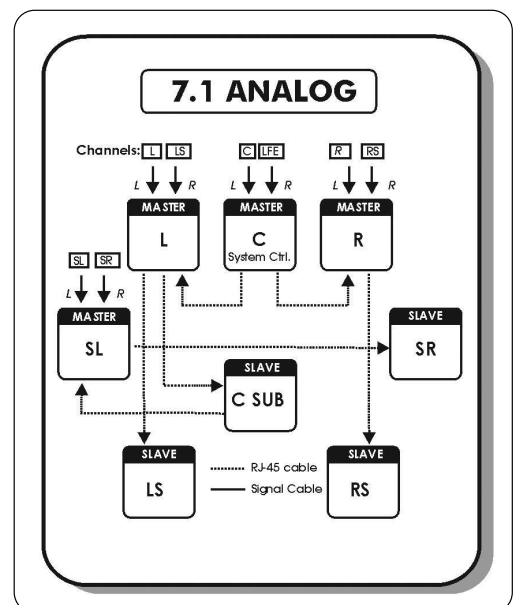 7.1 ANALOG
Channels: L LS C LFE R RS
L R L R L R
MASTER MASTER MASTER
L C R
System Ctrl.
SL SR
L R
MASTER SLAVE
SL SR
SLAVE
C SUB
SLAVE SLAVE
LS RS
RJ-45 cable
Signal Cable